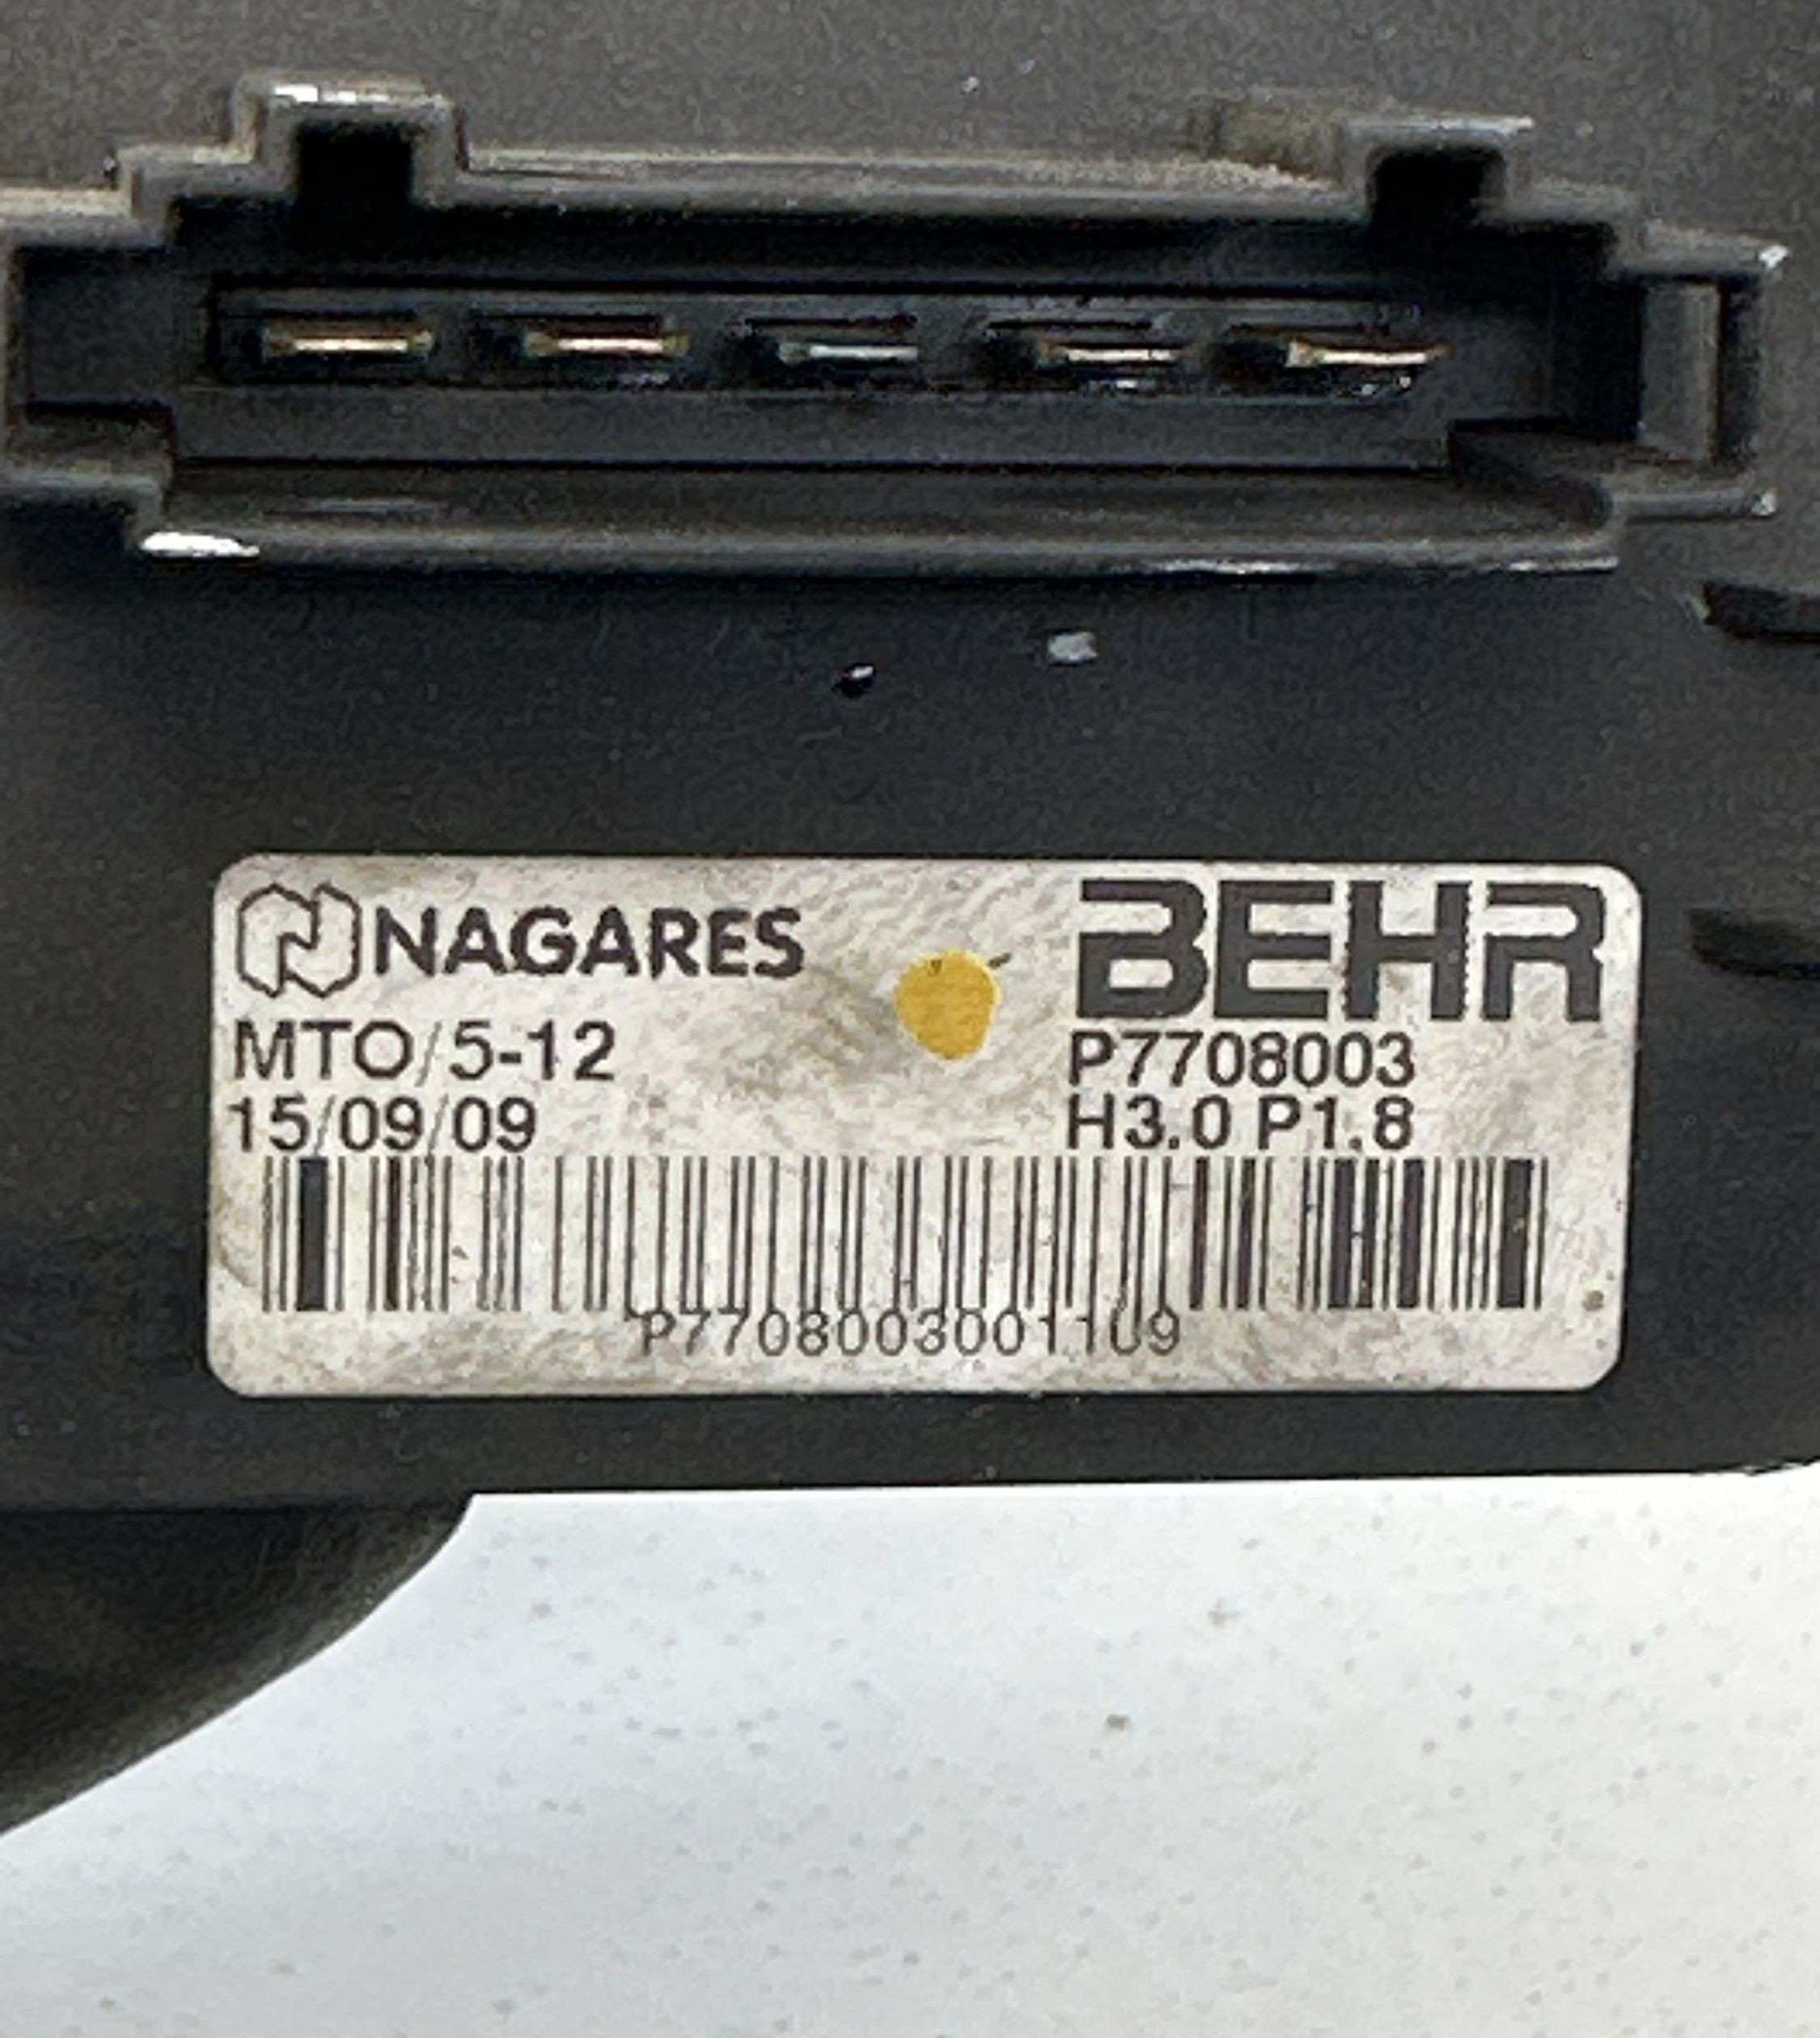 NAGARES
BEHR
MTO/5-12
P7708003
15/09/09
H3.0 P1.8
P7708003001109